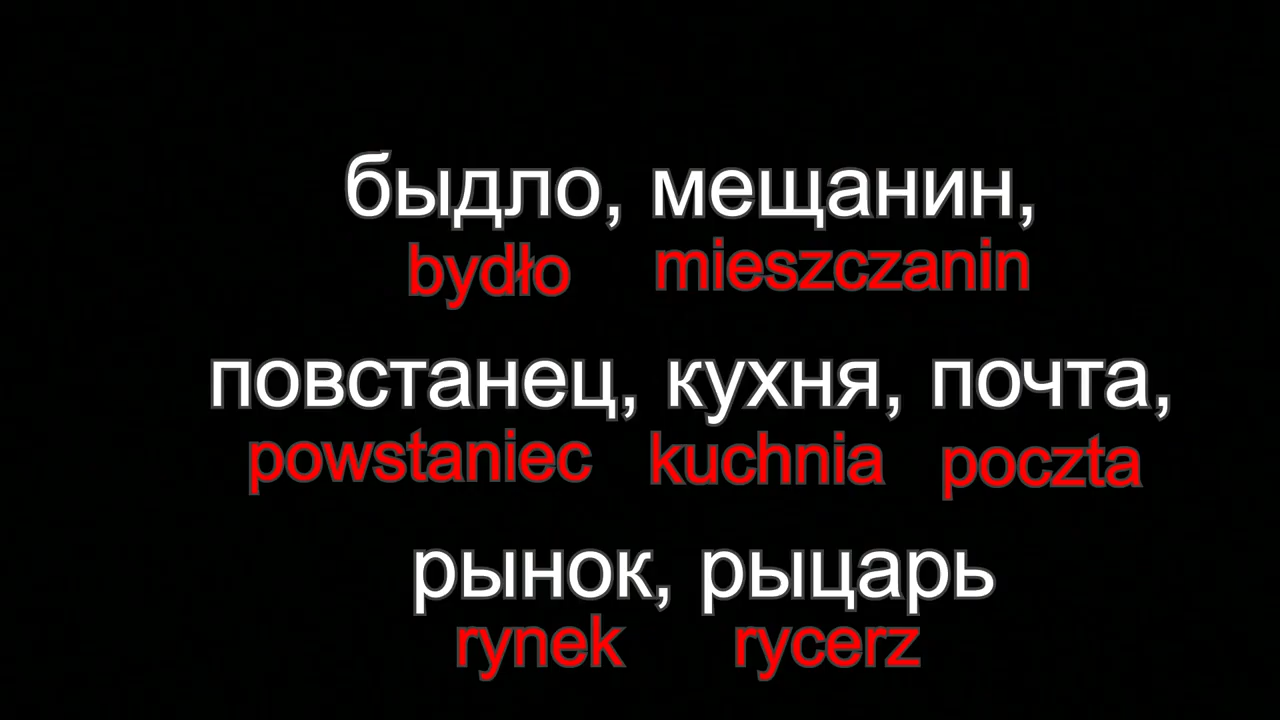 быдло, мещанин,
bydło mieszczanin
повстанец, кухня, почта,
powstaniec kuchnia poczta
рынок, рыцарь
rynek rycerz